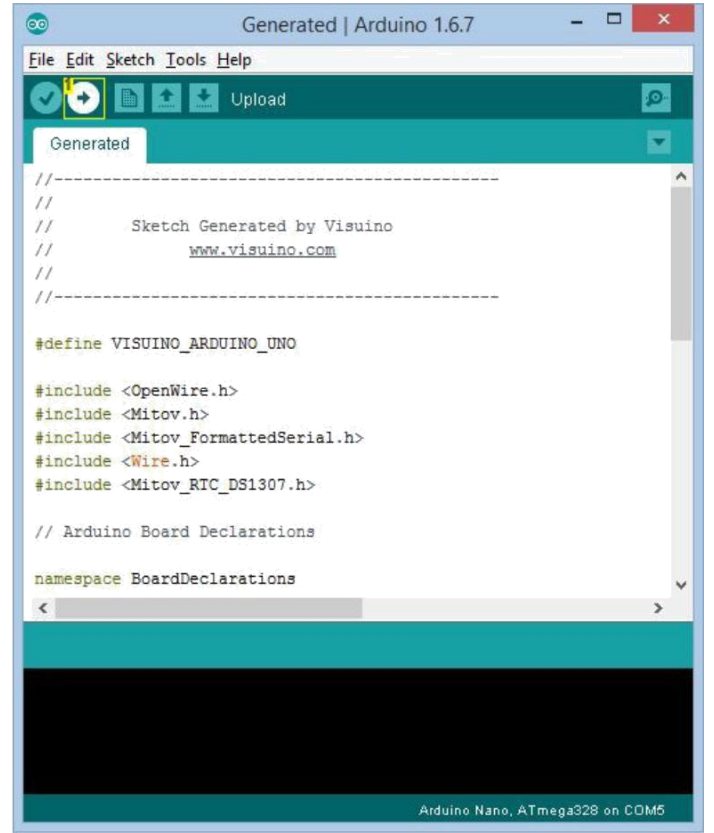 Generated | Arduino 1.6.7
File Edit Sketch Tools Help
1
Upload
Generated
//----------------------------------------------
//
//        Sketch Generated by Visuino
//              www.visuino.com
//
//----------------------------------------------
#define VISUINO_ARDUINO_UNO
#include <OpenWire.h>
#include <Mitov.h>
#include <Mitov_FormattedSerial.h>
#include <Wire.h>
#include <Mitov_RTC_DS1307.h>
// Arduino Board Declarations
namespace BoardDeclarations
Arduino Nano, ATmega328 on COM5